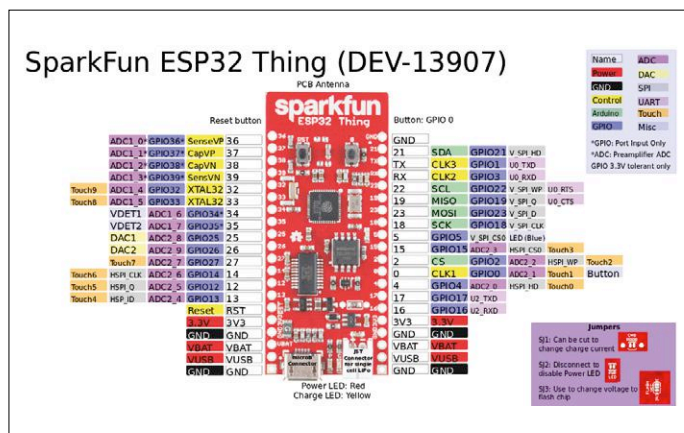 SparkFun ESP32 Thing (DEV-13907)
PCB Antenna
Reset button
Button: GPIO 0
sparkfun
ESP32 Thing
Name ADC
Power DAC
GND SPI
Control UART
Arduino Touch
GPIO Misc
*GPIO: Port Input Only
*ADC: Preamplifier ADC
GPIO 3.3V tolerant only
ADC1_0* GPIO36* SenseVP 36
ADC1_1* GPIO37* CapVP 37
ADC1_2* GPIO38* CapVN 38
ADC1_3* GPIO39* SensVN 39
Touch9 ADC1_4 GPIO32 XTAL32 32
Touch8 ADC1_5 GPIO33 XTAL32 33
VDET1 ADC1_6 GPIO34* 34
VDET2 ADC1_7 GPIO35* 35
DAC1 ADC2_8 GPIO25 25
DAC2 ADC2_9 GPIO26 26
Touch7 ADC2_7 GPIO27 27
Touch6 HSPI_CLK ADC2_6 GPIO14 14
Touch5 HSPI_Q ADC2_5 GPIO12 12
Touch4 HSP_ID ADC2_4 GPIO13 13
Reset RST
3.3V 3V3
GND GND
VBAT VBAT
VUSB VUSB
GND GND
GND
21 SDA GPIO21 V_SPI_HD
TX CLK3 GPIO1 U0_TXD
RX CLK2 GPIO3 U0_RXD
22 SCL GPIO22 V_SPI_WP U0_RTS
19 MISO GPIO19 V_SPI_Q U0_CTS
23 MOSI GPIO23 V_SPI_D
18 SCK GPIO18 V_SPI_CLK
5 GPIO5 V_SPI_CS0 LED (Blue)
15 GPIO15 ADC2_3 HSPI_CS0 Touch3
2 CS GPIO2 ADC2_2 HSPI_WP Touch2
0 CLK1 GPIO0 ADC2_1 Touch1 Button
4 GPIO4 ADC2_0 HSPI_HD Touch0
17 GPIO17 U2_TXD
16 GPIO16 U2_RXD
3V3 3.3V
GND GND
VBAT VBAT
VUSB VUSB
GND GND
MicroB
Connector
JST
Connector
for single
cell LiPo
Power LED: Red
Charge LED: Yellow
Jumpers
SJ1: Can be cut to
change charge current
SJ2: Disconnect to
disable Power LED
SJ3: Use to change voltage to
flash chip